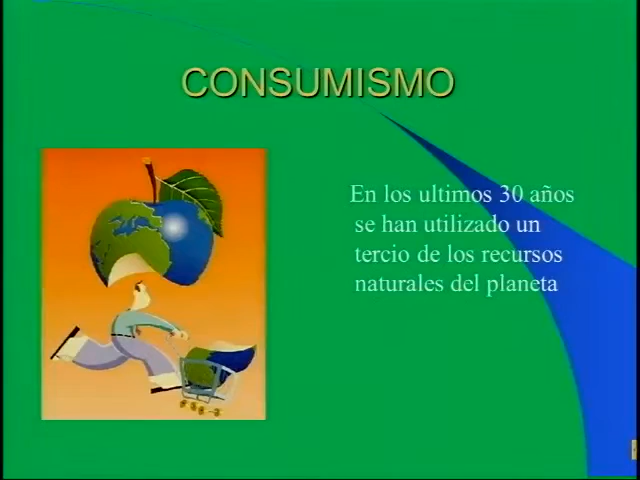 CONSUMISMO
En los ultimos 30 años
se han utilizado un
tercio de los recursos
naturales del planeta